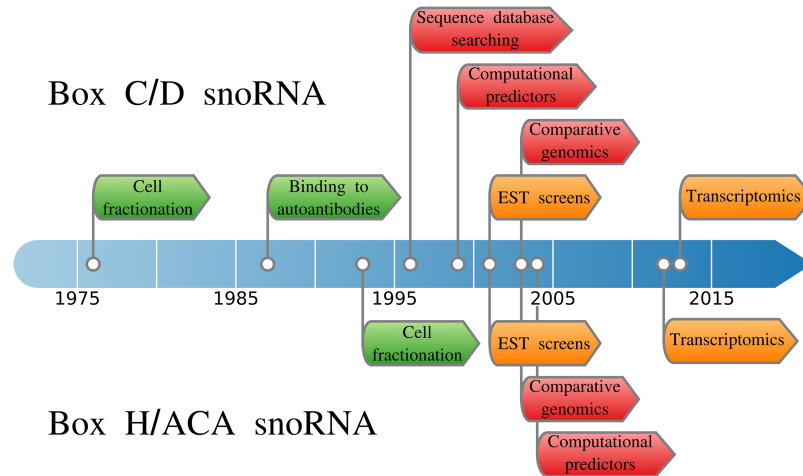 Sequence database
searching
Box C/D snoRNA
Computational
predictors
Comparative
genomics
Cell
fractionation
Binding to
autoantibodies
EST screens
Transcriptomics
1975
1985
1995
2005
2015
Cell
fractionation
EST screens
Transcriptomics
Comparative
genomics
Box H/ACA snoRNA
Computational
predictors